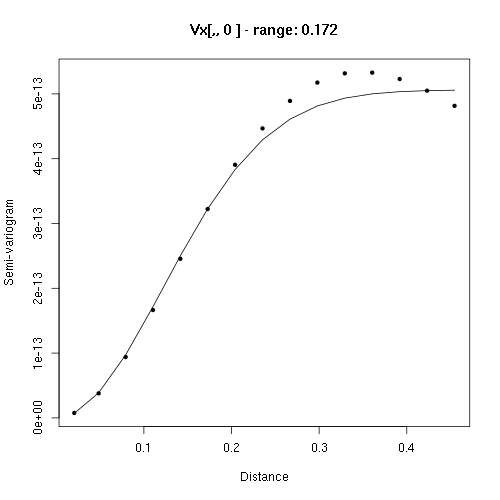 Vx[,, 0 ] - range: 0.172
Semi-variogram
5e-13
4e-13
3e-13
2e-13
1e-13
0e+00
0.1 0.2 0.3 0.4
Distance